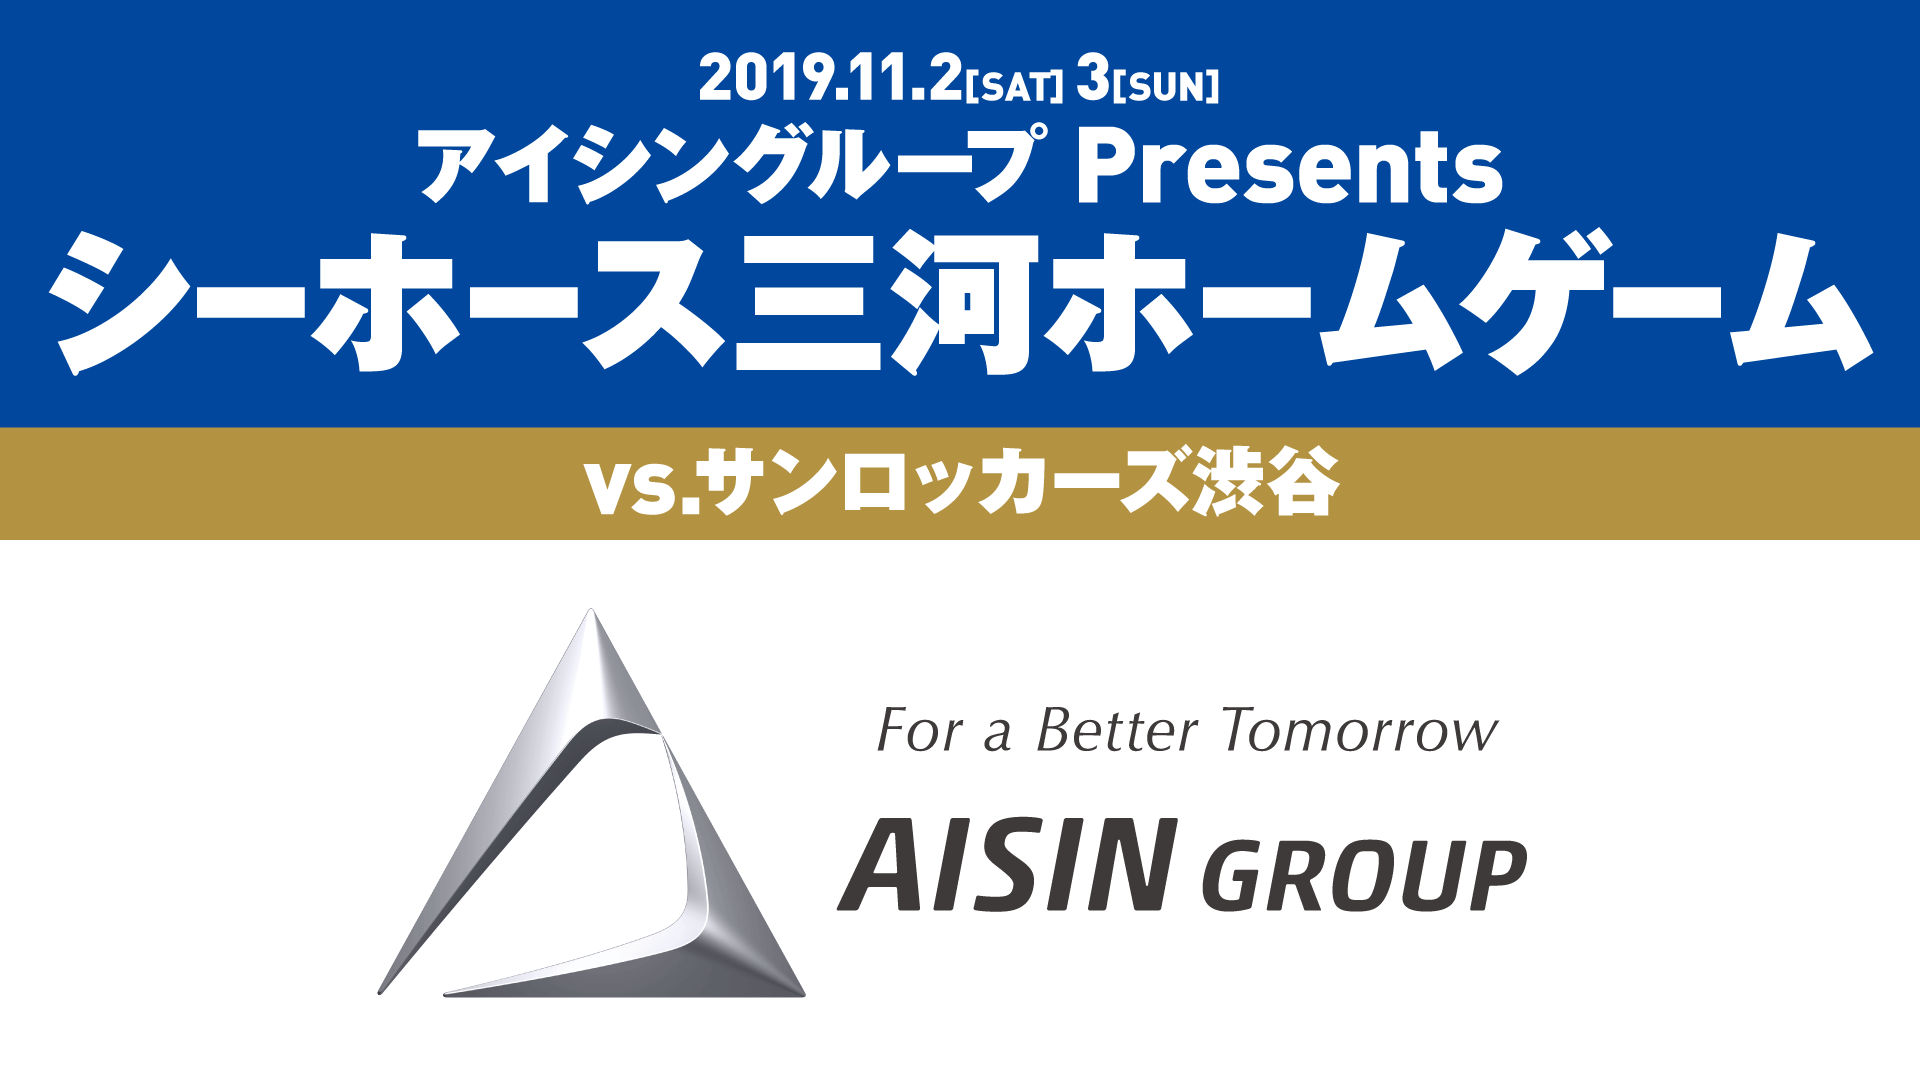 2019.11.2[SAT] 3[SUN]
アイシングループ Presents
シーホース三河ホームゲーム
vs.サンロッカーズ渋谷
For a Better Tomorrow
AISIN GROUP